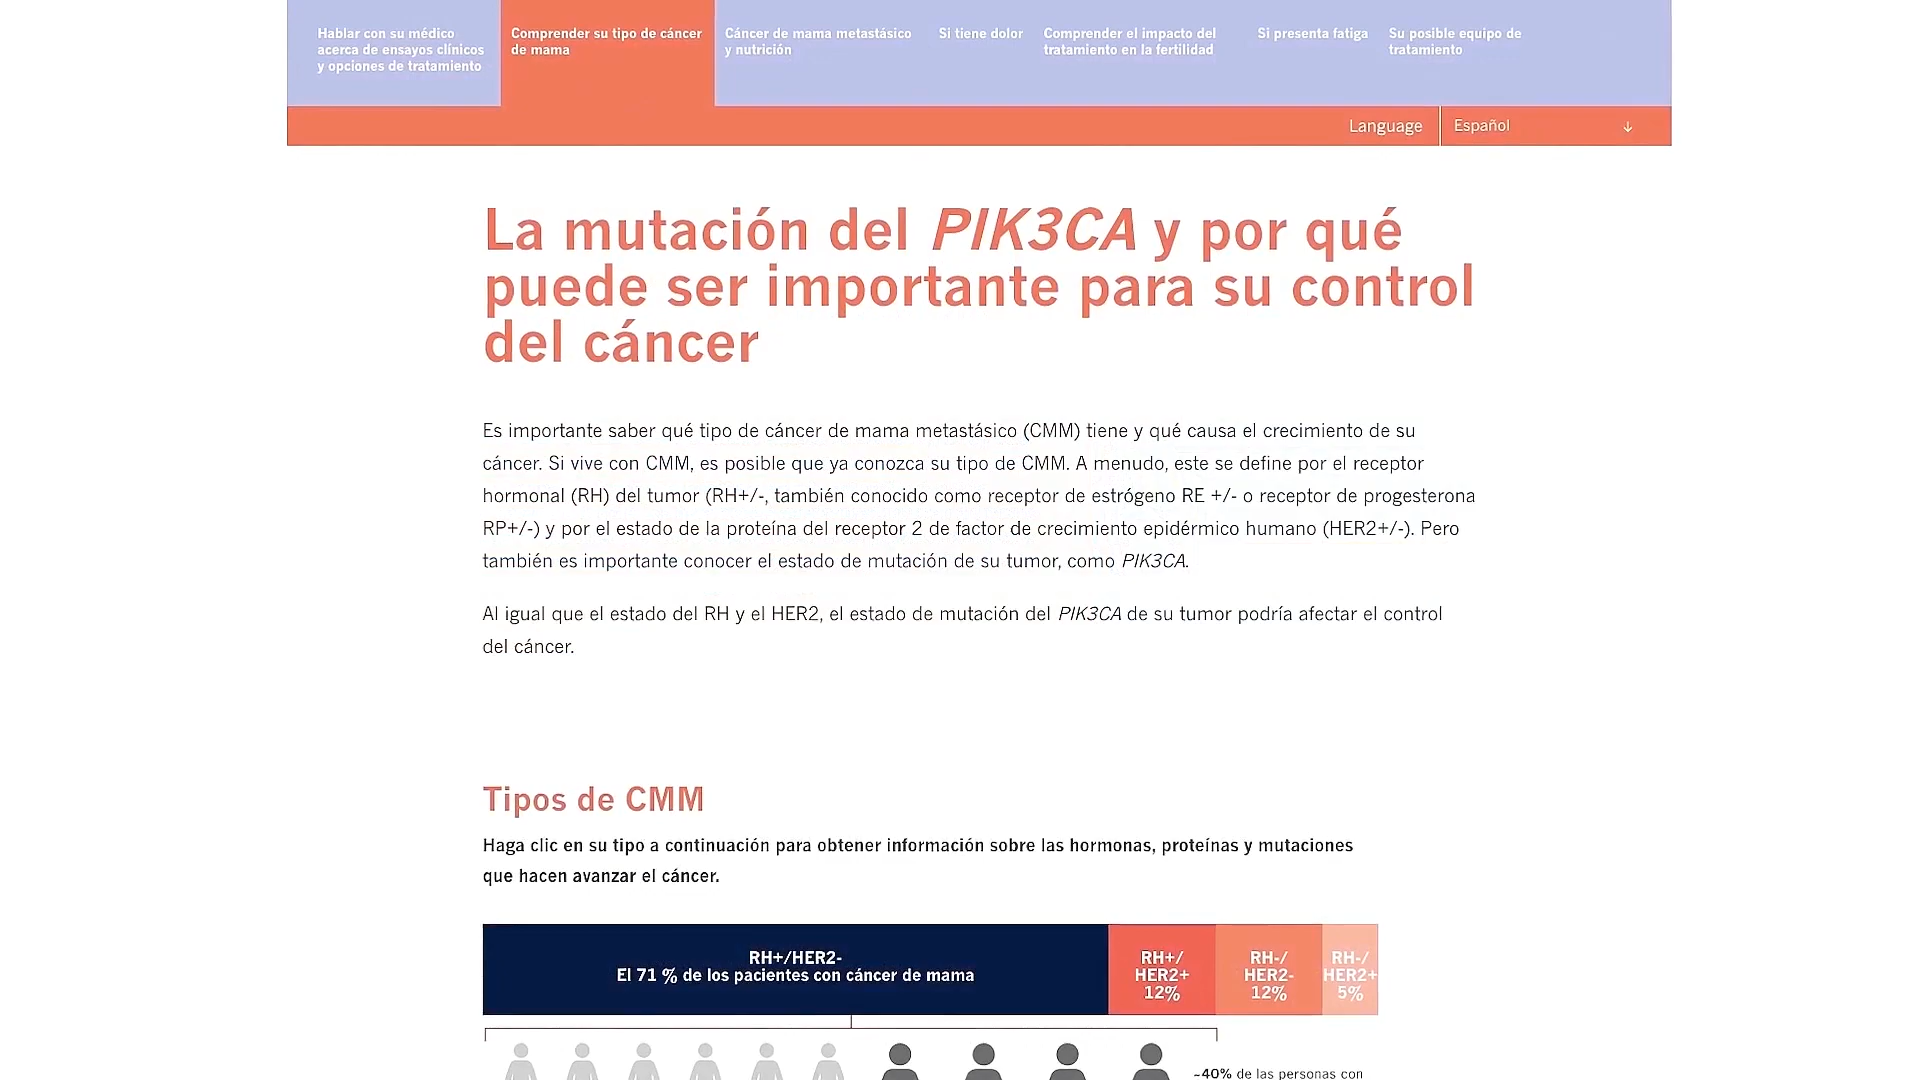 Hablar con su médico
acerca de ensayos clínicos
y opciones de tratamiento
Comprender su tipo de cáncer
de mama
Cáncer de mama metastásico
y nutrición
Si tiene dolor
Comprender el impacto del
tratamiento en la fertilidad
Si presenta fatiga
Su posible equipo de
tratamiento
Language
Español
La mutación del PIK3CA y por qué
puede ser importante para su control
del cáncer
Es importante saber qué tipo de cáncer de mama metastásico (CMM) tiene y qué causa el crecimiento de su
cáncer. Si vive con CMM, es posible que ya conozca su tipo de CMM. A menudo, este se define por el receptor
hormonal (RH) del tumor (RH+/-, también conocido como receptor de estrógeno RE +/- o receptor de progesterona
RP+/-) y por el estado de la proteína del receptor 2 de factor de crecimiento epidérmico humano (HER2+/-). Pero
también es importante conocer el estado de mutación de su tumor, como PIK3CA.
Al igual que el estado del RH y el HER2, el estado de mutación del PIK3CA de su tumor podría afectar el control
del cáncer.
Tipos de CMM
Haga clic en su tipo a continuación para obtener información sobre las hormonas, proteínas y mutaciones
que hacen avanzar el cáncer.
RH+/HER2-
El 71 % de los pacientes con cáncer de mama
RH+/
HER2+
12%
RH-/
HER2-
12%
RH-/
HER2+
5%
~40% de las personas con